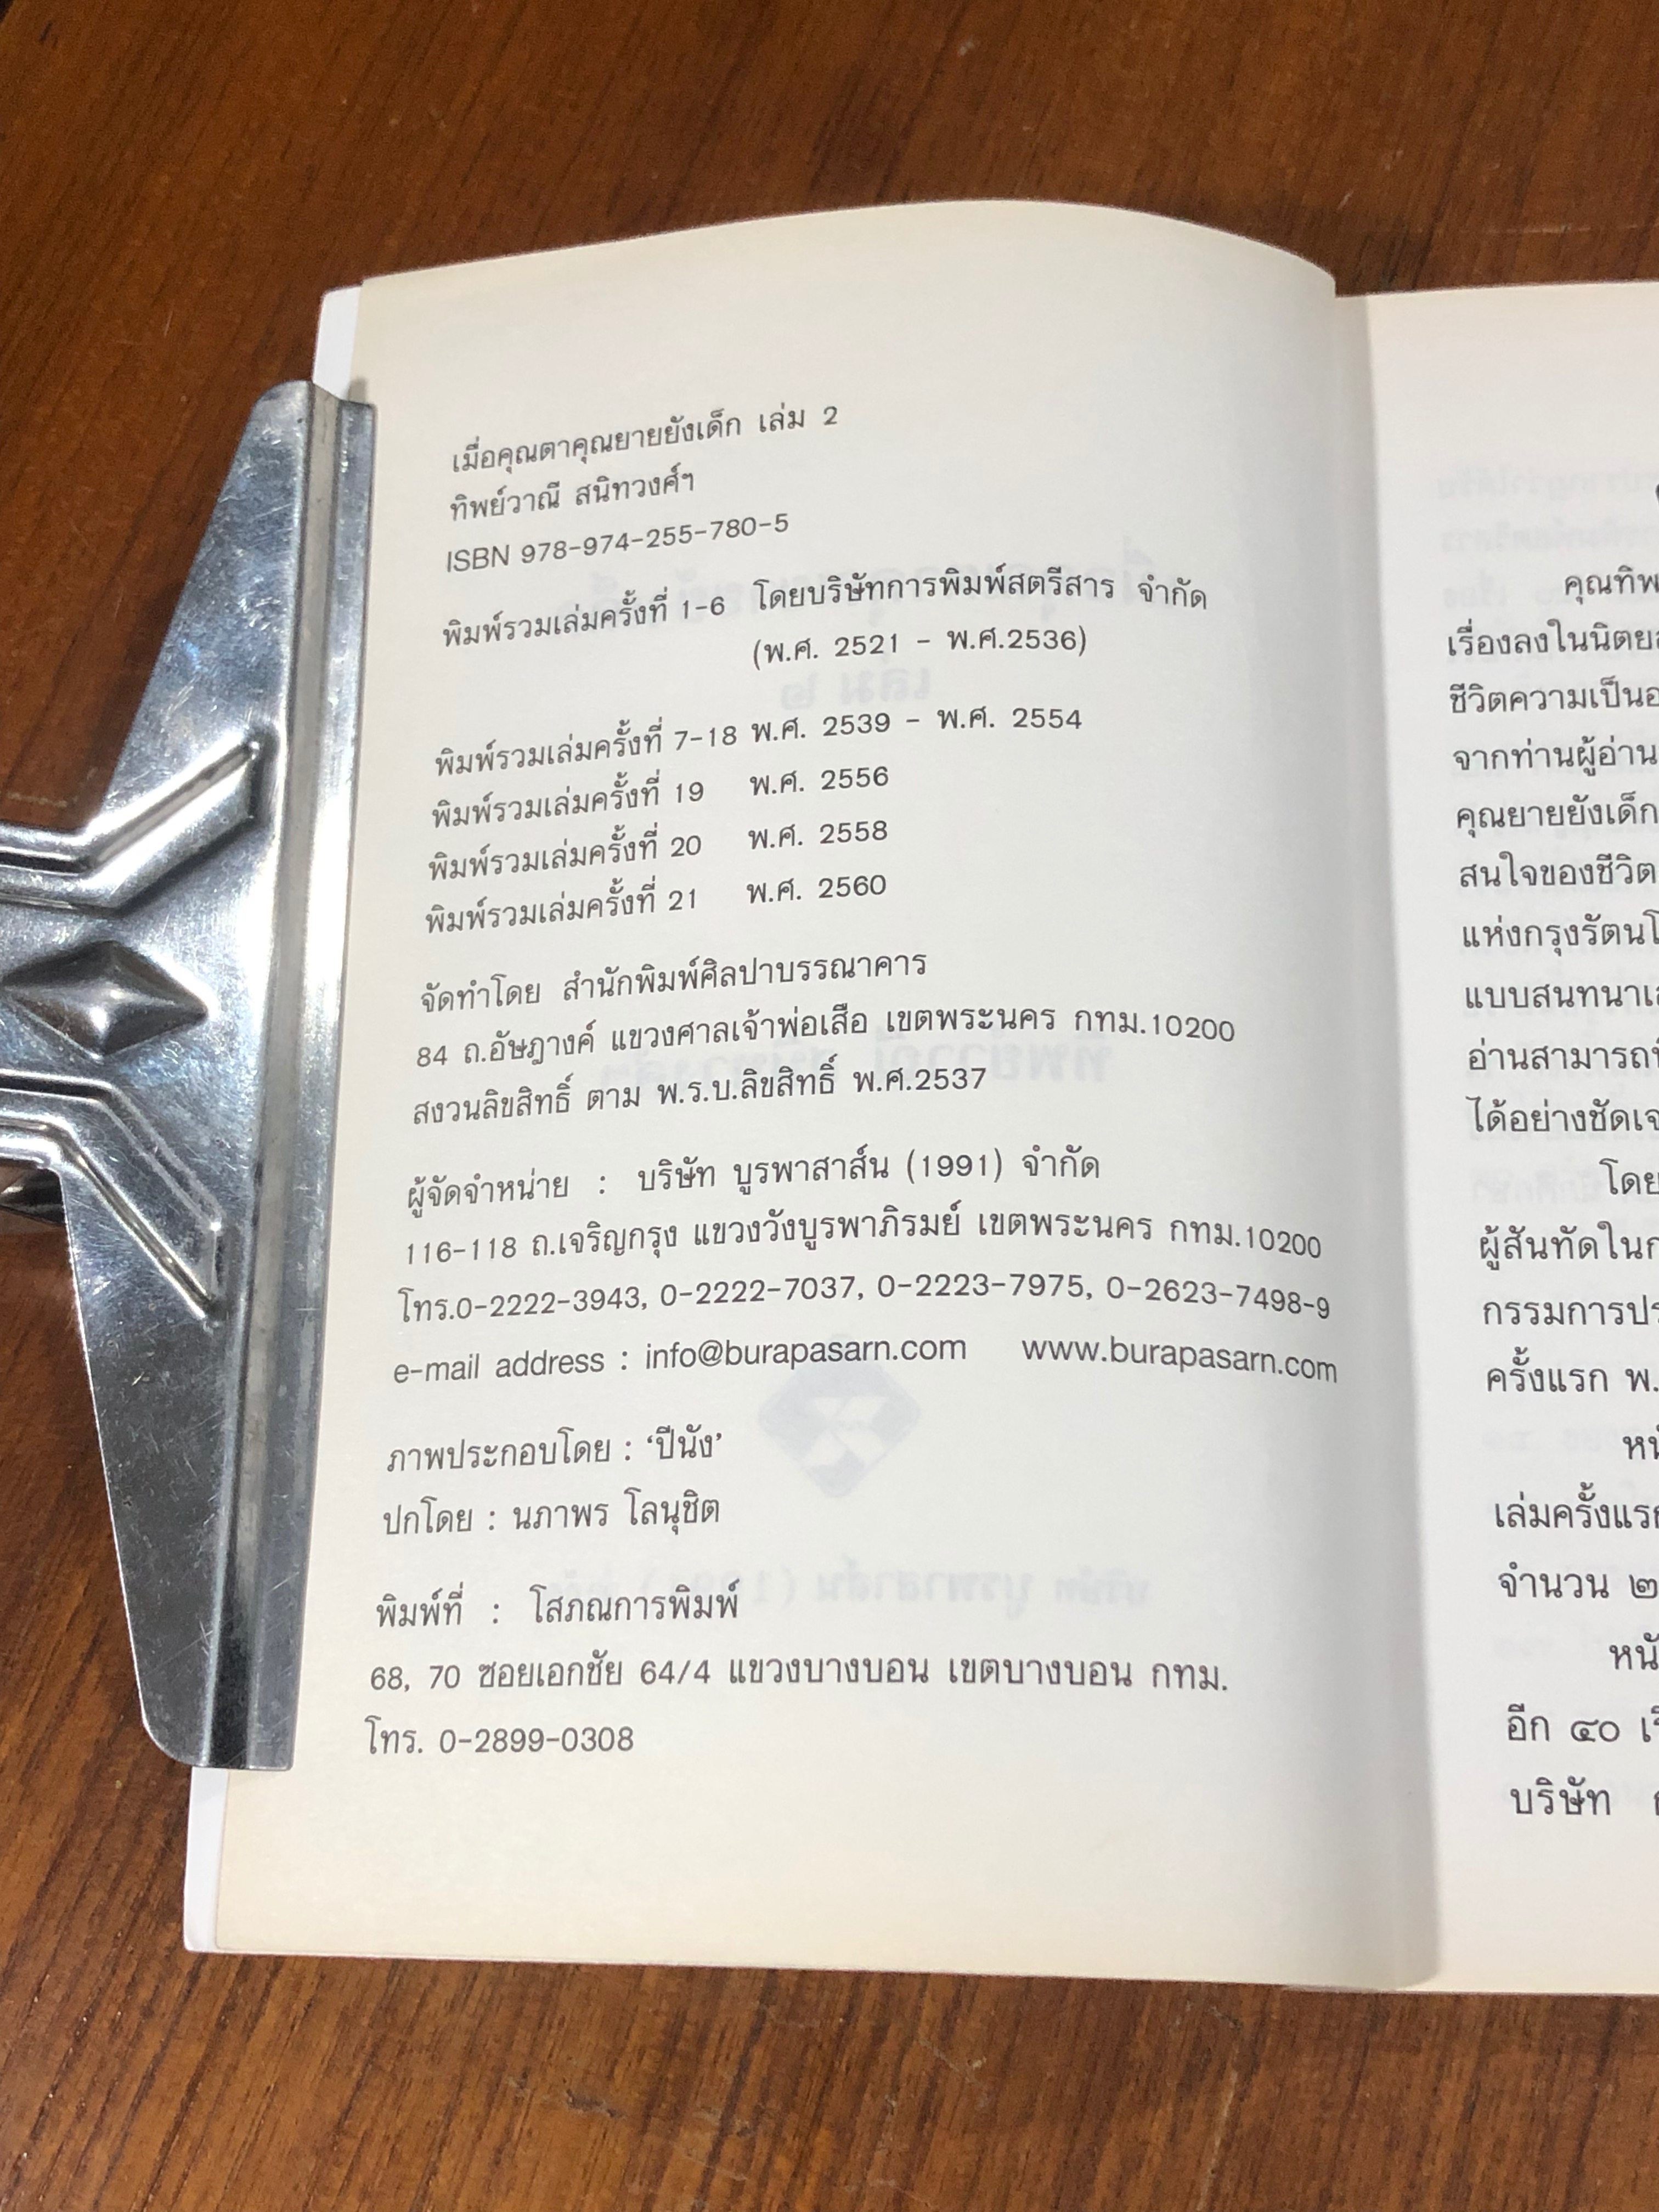 เมื่อคุณตาคุณยายยังเด็ก เล่ม 2
ทิพย์วาณี สนิทวงศ์ฯ
ISBN 978-974-255-780-5
พิมพ์รวมเล่มครั้งที่ 1-6 โดยบริษัทการพิมพ์สตรีสาร จำกัด
(พ.ศ. 2521 - พ.ศ.2536)
พิมพ์รวมเล่มครั้งที่ 7-18 พ.ศ. 2539 - พ.ศ. 2554
พิมพ์รวมเล่มครั้งที่ 19 พ.ศ. 2556
พิมพ์รวมเล่มครั้งที่ 20 พ.ศ. 2558
พิมพ์รวมเล่มครั้งที่ 21 พ.ศ. 2560
จัดทำโดย สำนักพิมพ์ศิลปาบรรณาคาร
84 ถ.อัษฎางค์ แขวงศาลเจ้าพ่อเสือ เขตพระนคร กทม.10200
สงวนลิขสิทธิ์ ตาม พ.ร.บ.ลิขสิทธิ์ พ.ศ.2537
ผู้จัดจำหน่าย : บริษัท บูรพาสาส์น (1991) จำกัด
116-118 ถ.เจริญกรุง แขวงวังบูรพาภิรมย์ เขตพระนคร กทม.10200
โทร.0-2222-3943, 0-2222-7037, 0-2223-7975, 0-2623-7498-9
e-mail address : info@burapasarn.com www.burapasarn.com
ภาพประกอบโดย : ‘ปีนัง’
ปกโดย : นภาพร โลนุชิต
พิมพ์ที่ : โสภณการพิมพ์
68, 70 ซอยเอกชัย 64/4 แขวงบางบอน เขตบางบอน กทม.
โทร. 0-2899-0308
คุณทิพ
เรื่องลงในนิตย
ชีวิตความเป็นอ
จากท่านผู้อ่าน
คุณยายยังเด็ก
สนใจของชีวิต
แห่งกรุงรัตนโ
แบบสนทนาเ
อ่านสามารถ
ได้อย่างชัดเจ
โดย
ผู้สันทัดใน
กรรมการป
ครั้งแรก พ.
หนั
เล่มครั้งแร
จำนวน ๒
หนั
อีก ๔๐ เ
บริษัท